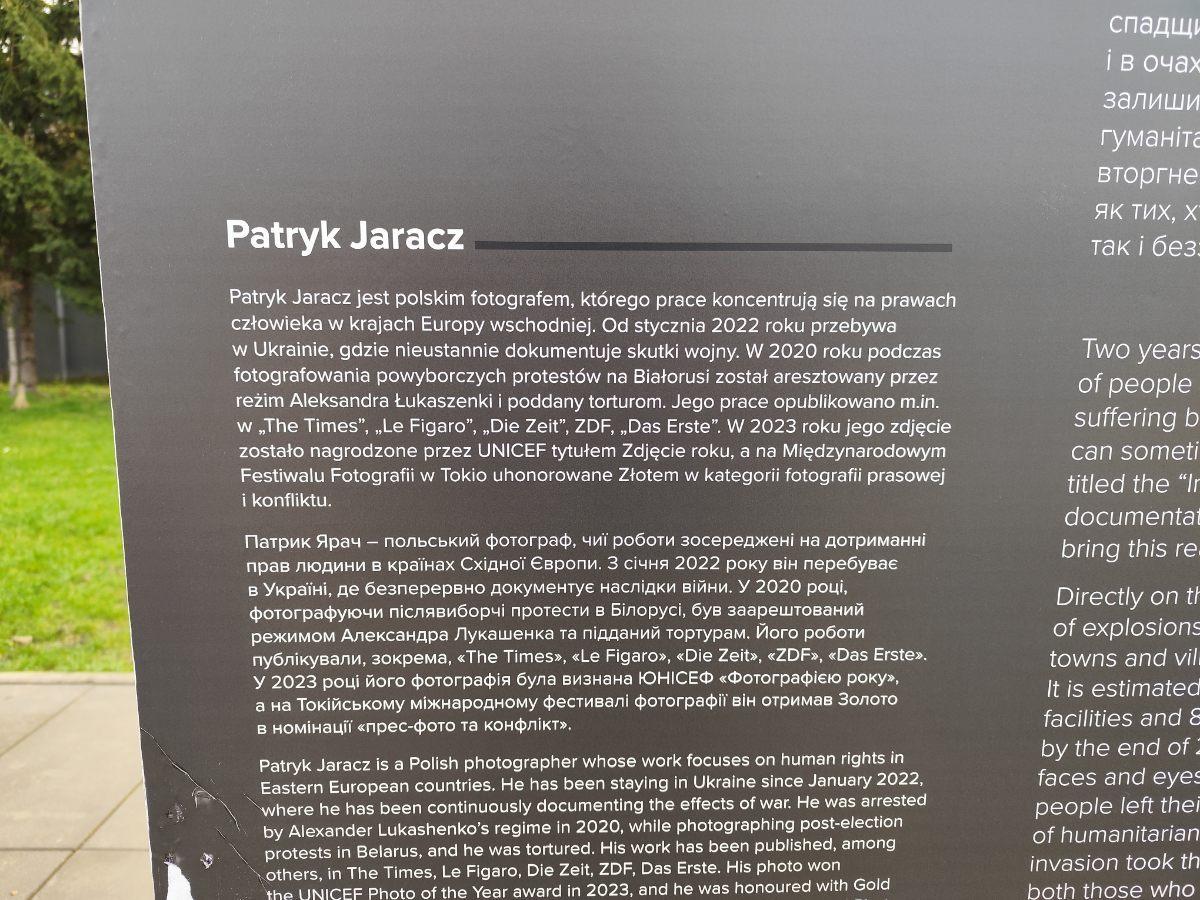 Patryk Jaracz
Patryk Jaracz jest polskim fotografem, którego prace koncentrują się na prawach
człowieka w krajach Europy wschodniej. Od stycznia 2022 roku przebywa
w Ukrainie, gdzie nieustannie dokumentuje skutki wojny. W 2020 roku podczas
fotografowania powyborczych protestów na Białorusi został aresztowany przez
reżim Aleksandra Łukaszenki i poddany torturom. Jego prace opublikowano m.in.
w „The Times”, „Le Figaro”, „Die Zeit”, ZDF, „Das Erste”. W 2023 roku jego zdjęcie
zostało nagrodzone przez UNICEF tytułem Zdjęcie roku, a na Międzynarodowym
Festiwalu Fotografii w Tokio uhonorowane Złotem w kategorii fotografii prasowej
i konfliktu.
Патрик Ярач – польський фотограф, чиї роботи зосереджені на дотриманні
прав людини в країнах Східної Європи. З січня 2022 року він перебуває
в Україні, де безперервно документує наслідки війни. У 2020 році,
фотографуючи післявиборчі протести в Білорусі, був заарештований
режимом Александра Лукашенка та підданий тортурам. Його роботи
публікували, зокрема, «The Times», «Le Figaro», «Die Zeit», «ZDF», «Das Erste».
У 2023 році його фотографія була визнана ЮНІСЕФ «Фотографією року»,
а на Токійському міжнародному фестивалі фотографії він отримав Золото
в номінації «прес-фото та конфлікт».
Patryk Jaracz is a Polish photographer whose work focuses on human rights in
Eastern European countries. He has been staying in Ukraine since January 2022,
where he has been continuously documenting the effects of war. He was arrested
by Alexander Lukashenko’s regime in 2020, while photographing post-election
protests in Belarus, and he was tortured. His work has been published, among
others, in The Times, Le Figaro, Die Zeit, ZDF, Das Erste. His photo won
the UNICEF Photo of the Year award in 2023, and he was honoured with Gold
спадщи
і в очах
залиши
гуманіта
вторгне
як тих, х
так і без
Two years
of people
suffering b
can someti
titled the “I
documentat
bring this re
Directly on th
of explosions
towns and vil
It is estimated
facilities and 8
by the end of 2
faces and eyes
people left thei
of humanitarian
invasion took th
both those who